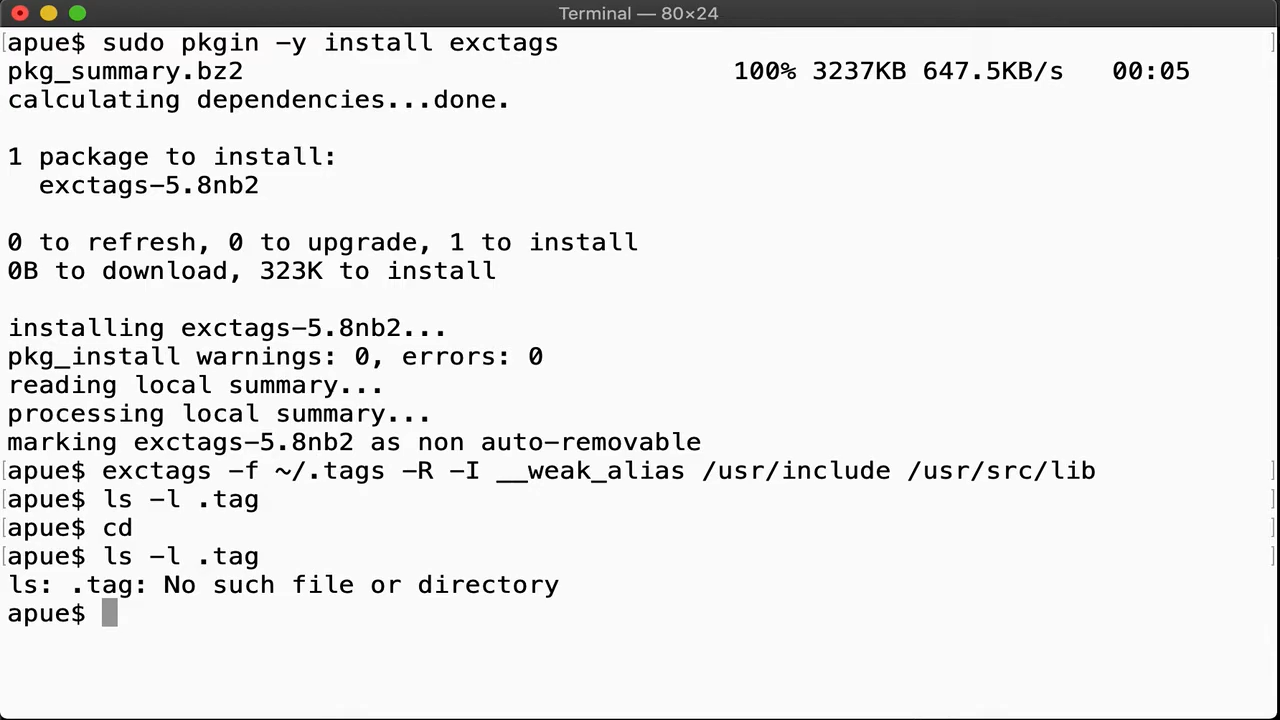 Terminal — 80×24
apue$ sudo pkgin -y install exctags
pkg_summary.bz2 100% 3237KB 647.5KB/s 00:05
calculating dependencies...done.
1 package to install:
exctags-5.8nb2
0 to refresh, 0 to upgrade, 1 to install
0B to download, 323K to install
installing exctags-5.8nb2...
pkg_install warnings: 0, errors: 0
reading local summary...
processing local summary...
marking exctags-5.8nb2 as non auto-removable
apue$ exctags -f ~/.tags -R -I __weak_alias /usr/include /usr/src/lib
apue$ ls -l .tag
apue$ cd
apue$ ls -l .tag
ls: .tag: No such file or directory
apue$